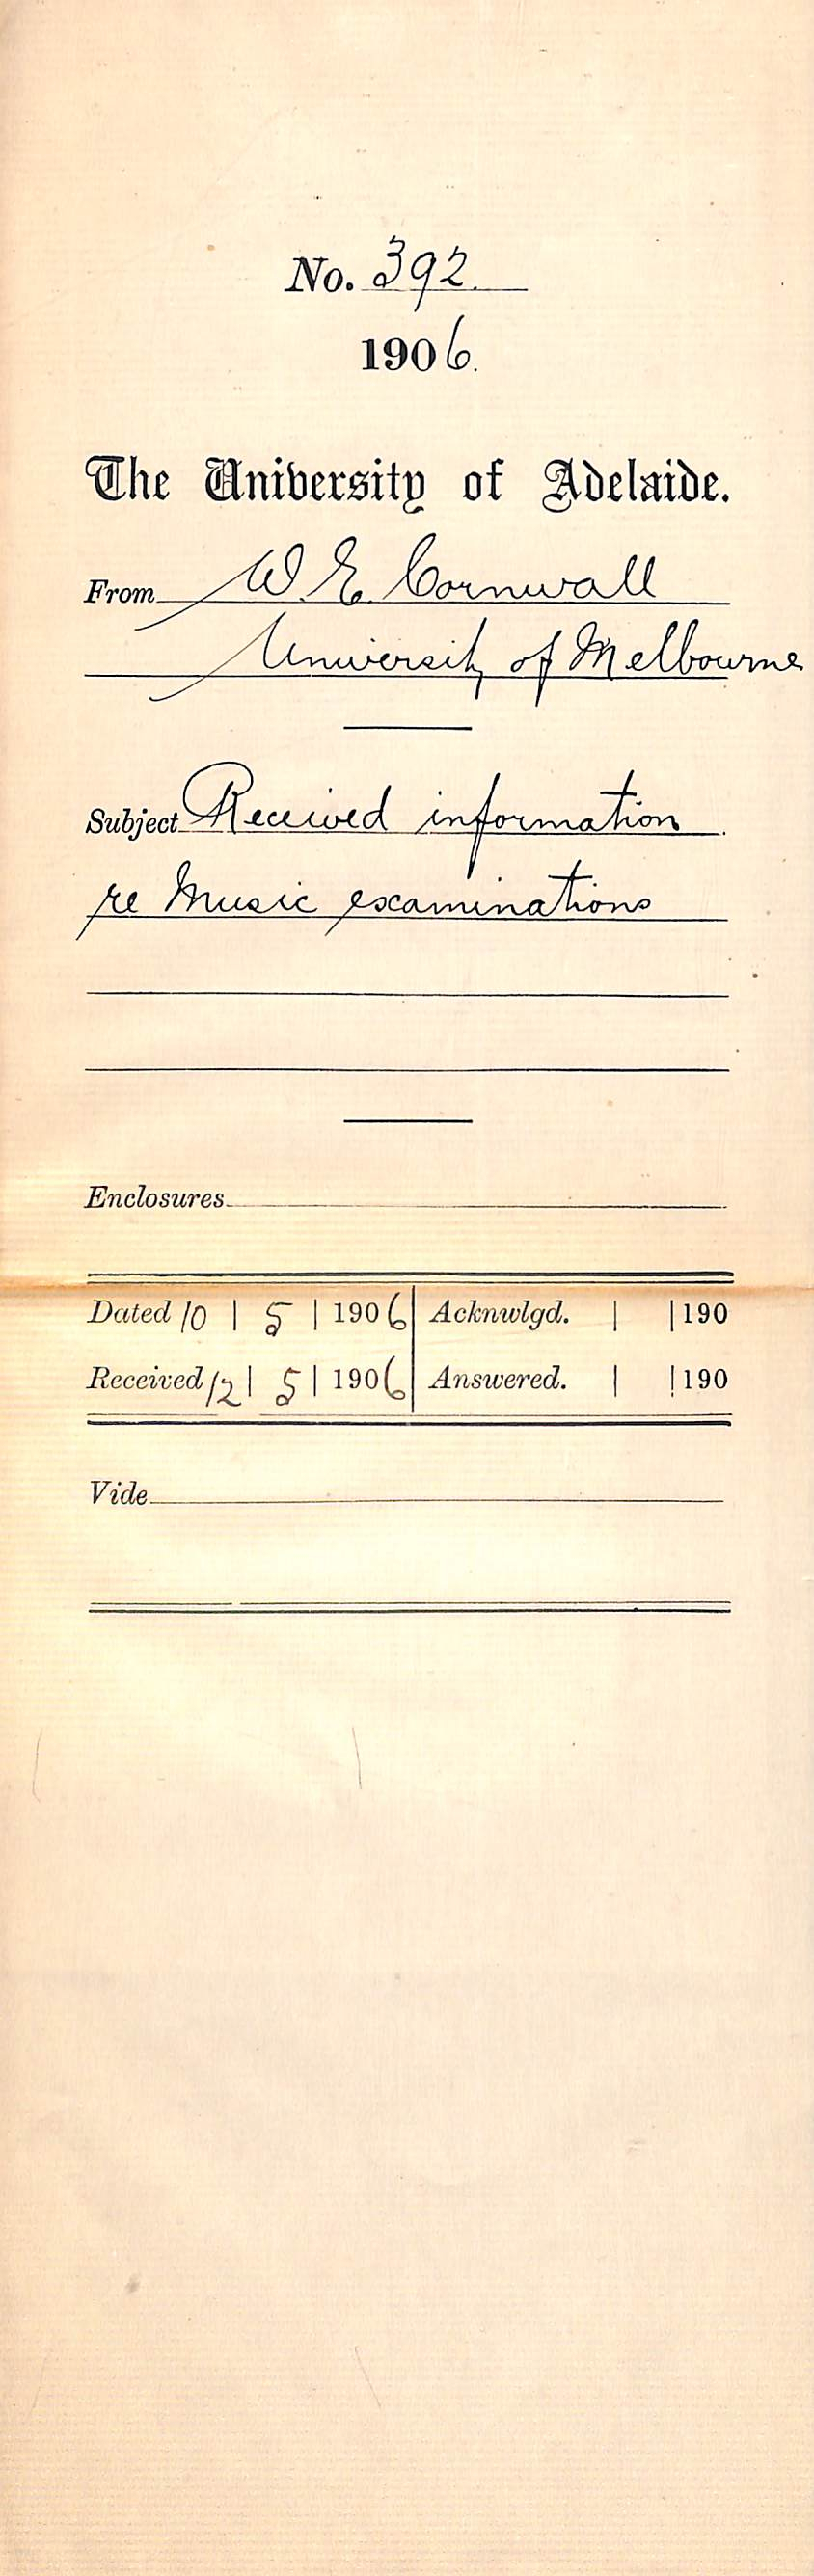 No. 392.
1906.
The University of Adelaide.
From W. E. Cornwall
University of Melbourne
Subject Received information
re Music examinations
Enclosures
Dated 10 | 5 | 1906 | Acknwlgd. | | 190
Received 12 | 5 | 1906 | Answered. | | 190
Vide